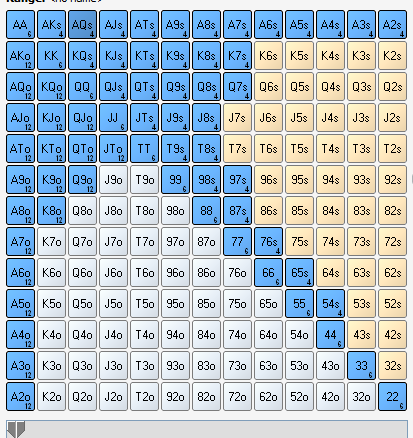 Range: <no name>
AA 6 AKs 4 AQs 4 AJs 4 ATs 4 A9s 4 A8s 4 A7s 4 A6s 4 A5s 4 A4s 4 A3s 4 A2s 4
AKo 12 KK 6 KQs 4 KJs 4 KTs 4 K9s 4 K8s 4 K7s 4 K6s K5s K4s K3s K2s
AQo 12 KQo 12 QQ 6 QJs 4 QTs 4 Q9s 4 Q8s 4 Q7s 4 Q6s Q5s Q4s Q3s Q2s
AJo 12 KJo 12 QJo 12 JJ 6 JTs 4 J9s 4 J8s 4 J7s J6s J5s J4s J3s J2s
ATo 12 KTo 12 QTo 12 JTo 12 TT 6 T9s 4 T8s 4 T7s T6s T5s T4s T3s T2s
A9o 12 K9o 12 Q9o 12 J9o T9o 99 6 98s 4 97s 4 96s 95s 94s 93s 92s
A8o 12 K8o 12 Q8o J8o T8o 98o 88 6 87s 4 86s 85s 84s 83s 82s
A7o 12 K7o Q7o J7o T7o 97o 87o 77 6 76s 4 75s 74s 73s 72s
A6o 12 K6o Q6o J6o T6o 96o 86o 76o 66 6 65s 4 64s 63s 62s
A5o 12 K5o Q5o J5o T5o 95o 85o 75o 65o 55 6 54s 4 53s 52s
A4o 12 K4o Q4o J4o T4o 94o 84o 74o 64o 54o 44 6 43s 42s
A3o 12 K3o Q3o J3o T3o 93o 83o 73o 63o 53o 43o 33 6 32s
A2o 12 K2o Q2o J2o T2o 92o 82o 72o 62o 52o 42o 32o 22 6